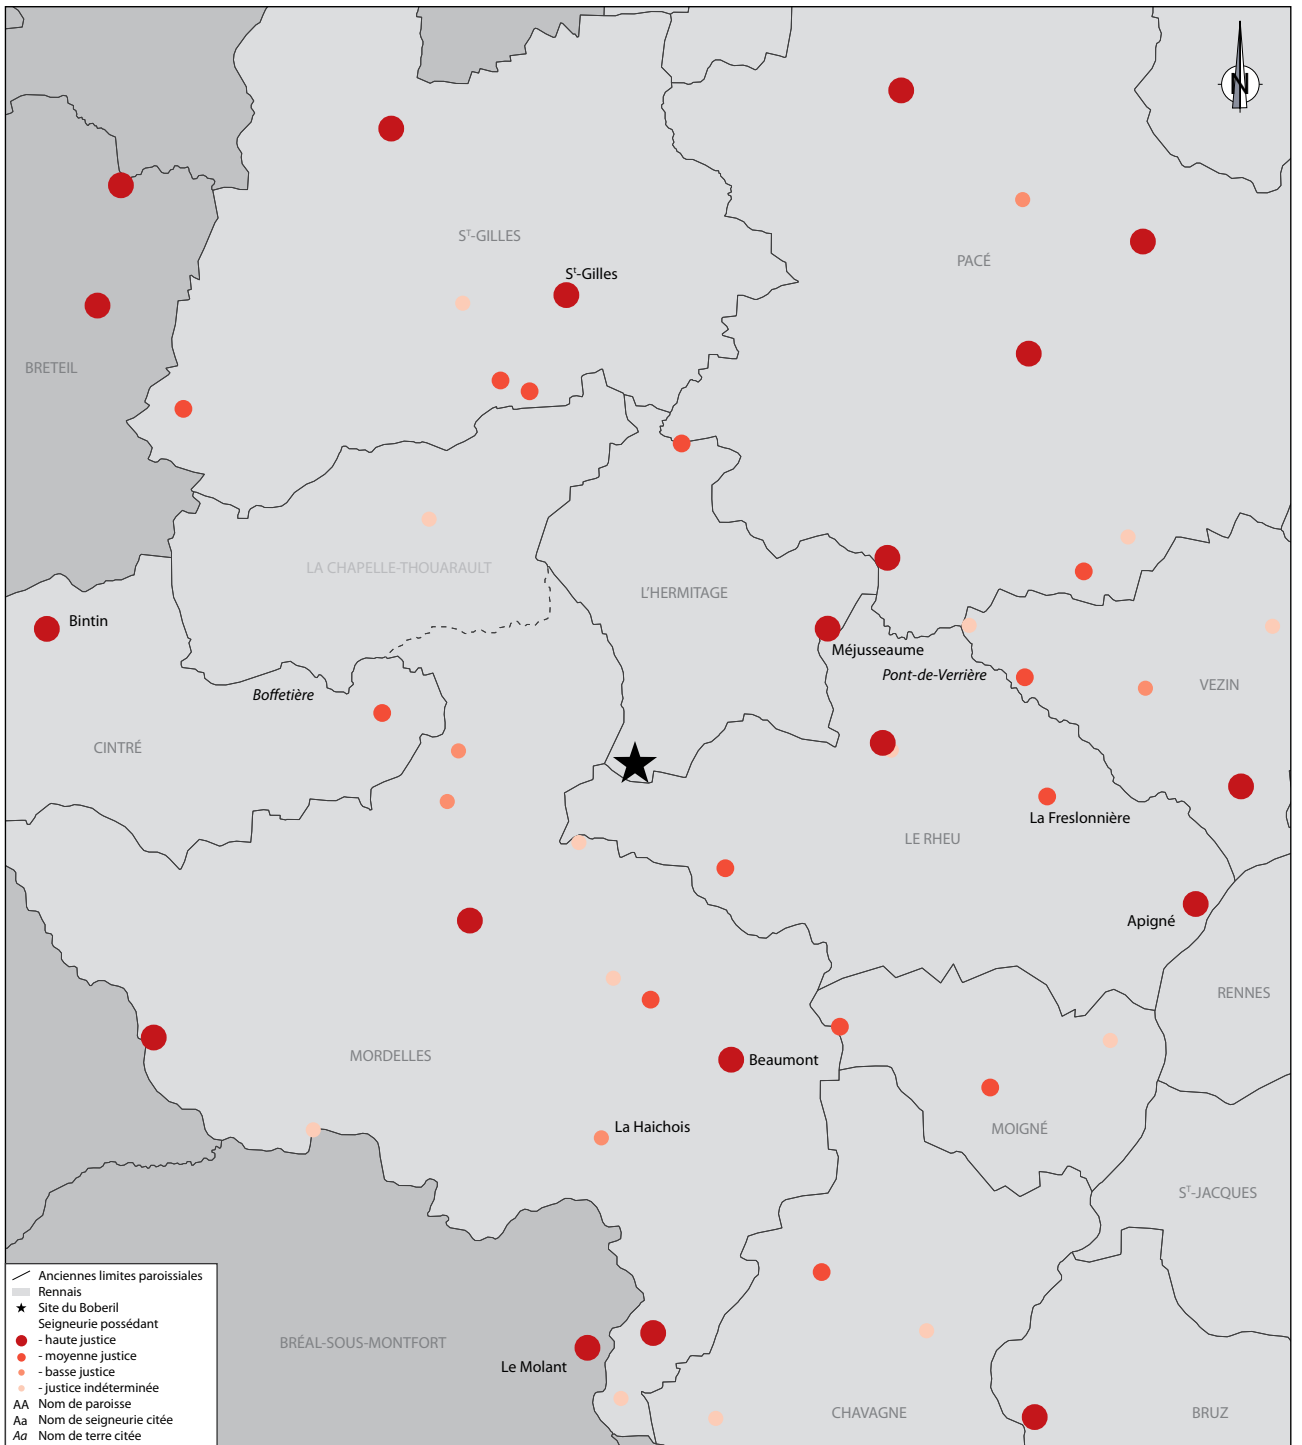 N
Sᵀ-GILLES
PACÉ
Sᵗ-Gilles
BRETEIL
LA CHAPELLE-THOUARAULT
L'HERMITAGE
Bintin
Méjusseaume
Pont-de-Verrière
VEZIN
Boffetière
CINTRÉ
La Freslonnière
LE RHEU
Apigné
RENNES
MORDELLES
Beaumont
La Haichois
MOIGNÉ
Sᵀ-JACQUES
BRÉAL-SOUS-MONTFORT
Le Molant
CHAVAGNE
BRUZ
Anciennes limites paroissiales
Rennais
Site du Boberil
Seigneurie possédant
- haute justice
- moyenne justice
- basse justice
- justice indéterminée
AA Nom de paroisse
Aa Nom de seigneurie citée
Aa Nom de terre citée